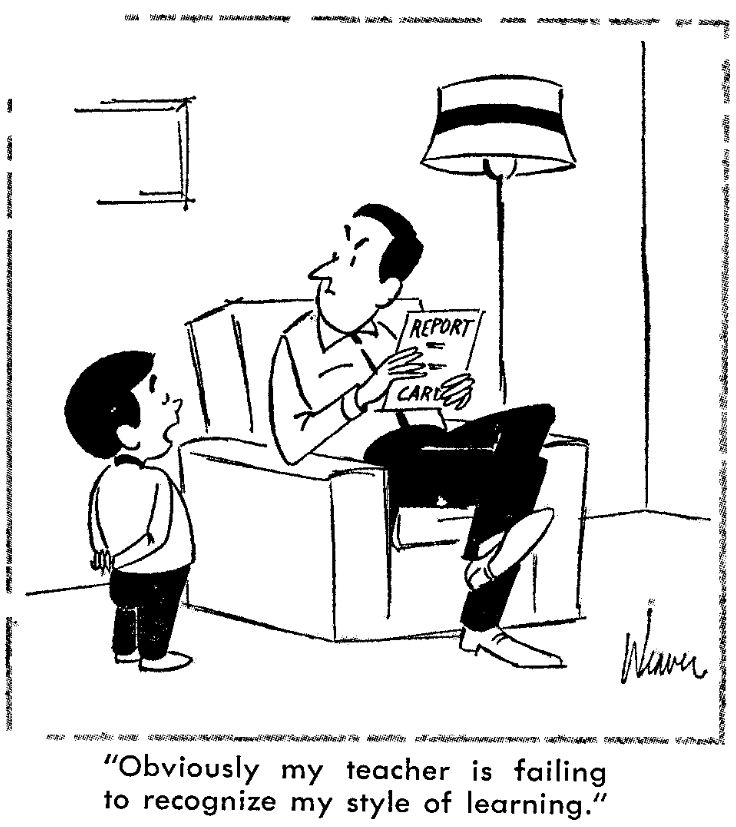 REPORT
CARD
Weaver
"Obviously my teacher is failing
to recognize my style of learning."